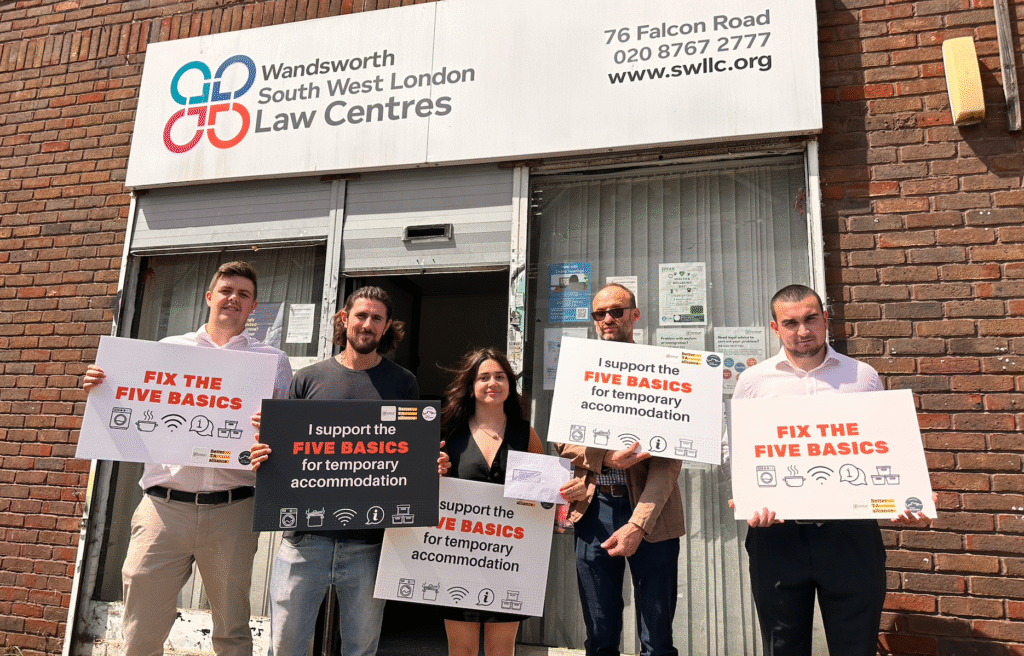 Wandsworth
South West London
Law Centres
76 Falcon Road
020 8767 2777
www.swllc.org
FIX THE
FIVE BASICS
I support the
FIVE BASICS
for temporary
accommodation
support the
FIVE BASICS
for temporary
accommodation
I support the
FIVE BASICS
for temporary
accommodation
FIX THE
FIVE BASICS